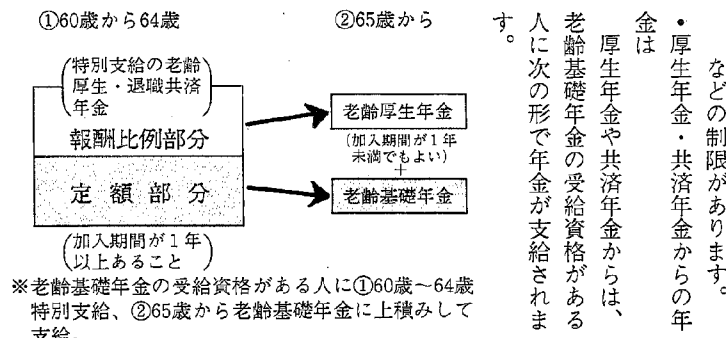 などの制限があります。
・厚生年金・共済年金からの年
金は
厚生年金や共済年金からは、
老齢基礎年金の受給資格がある
人に次の形で年金が支給されま
す。
①60歳から64歳
②65歳から
(特別支給の老齢
厚生・退職共済
年金)
報酬比例部分
定額部分
(加入期間が1年
以上あること)
老齢厚生年金
(加入期間が1年
未満でもよい)
+
老齢基礎年金
※老齢基礎年金の受給資格がある人に①60歳〜64歳
特別支給、②65歳から老齢基礎年金に上積みして
支給。